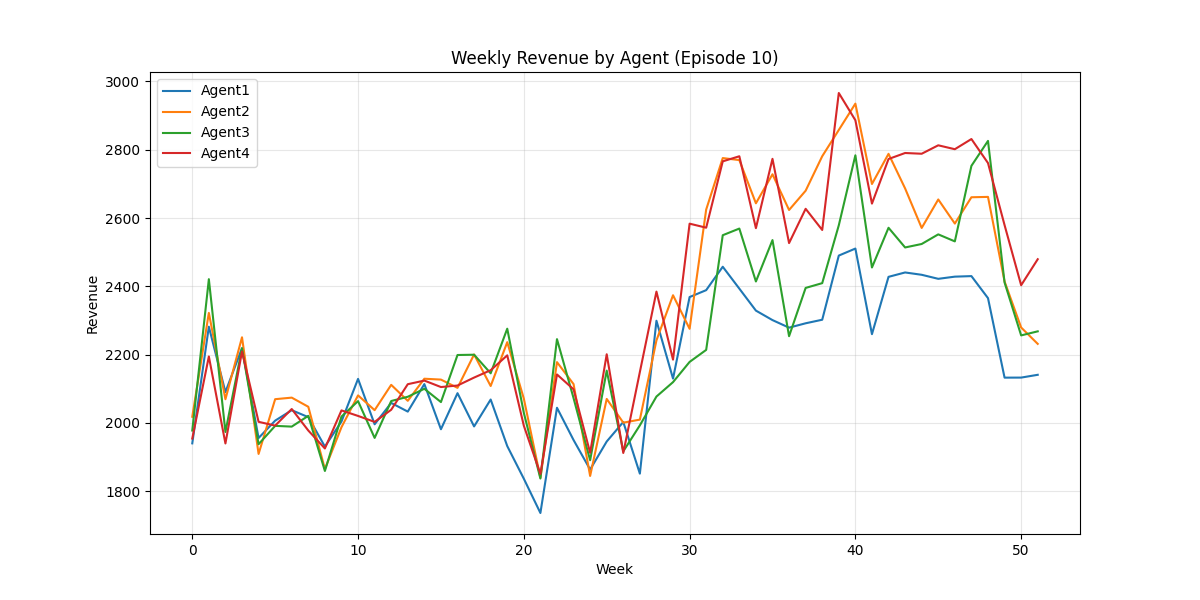 Weekly Revenue by Agent (Episode 10)
Agent1
Agent2
Agent3
Agent4
Revenue
3000
2800
2600
2400
2200
2000
1800
0 10 20 30 40 50
Week